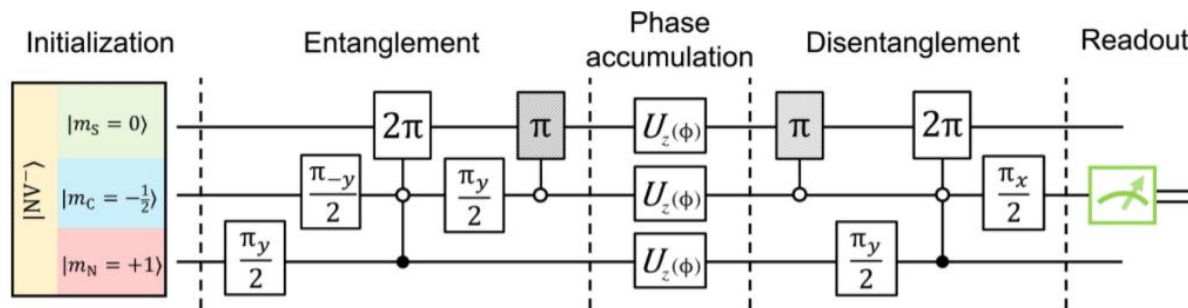 Initialization
Entanglement
Phase
accumulation
Disentanglement
Readout
|NV⁻⟩
|m_S = 0⟩
|m_C = −½⟩
|m_N = +1⟩
π_y/2
π_−y/2
2π
π_y/2
π
U_z(ϕ)
U_z(ϕ)
U_z(ϕ)
π
π_y/2
2π
π_x/2